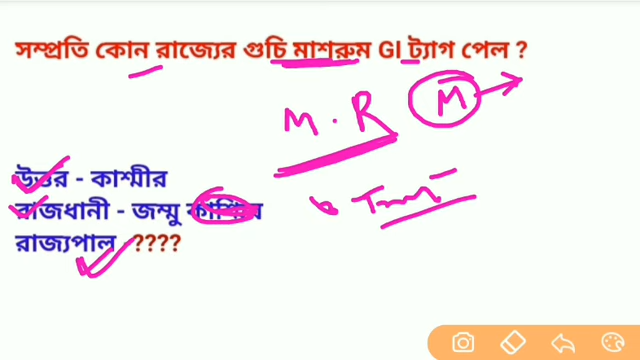 সম্প্রতি কোন রাজ্যের গুচি মাশরুম GI ট্যাগ পেল ?
M . R M
উত্তর - কাশ্মীর
রাজধানী - জম্মু
রাজ্যপাল - ????